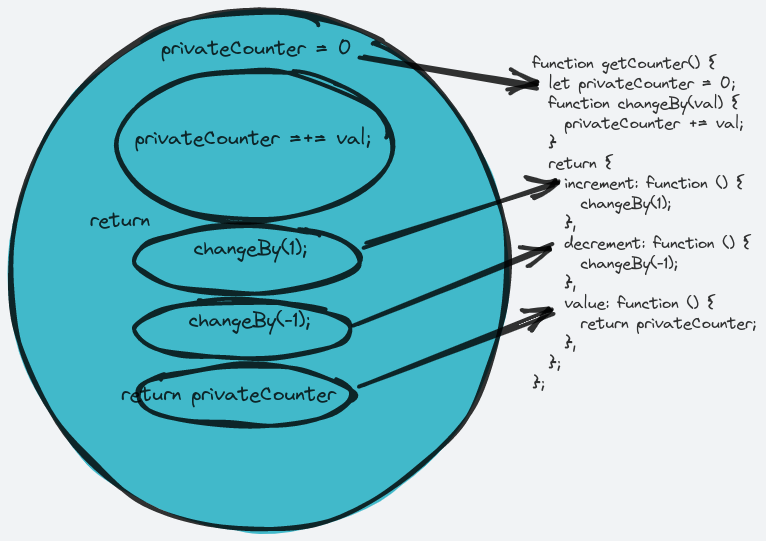 privateCounter = 0
privateCounter =+= val;
return
changeBy(1);
changeBy(-1);
return privateCounter
function getCounter() {
let privateCounter = 0;
function changeBy(val) {
privateCounter += val;
}
return {
increment: function () {
changeBy(1);
},
decrement: function () {
changeBy(-1);
},
value: function () {
return privateCounter;
},
};
};